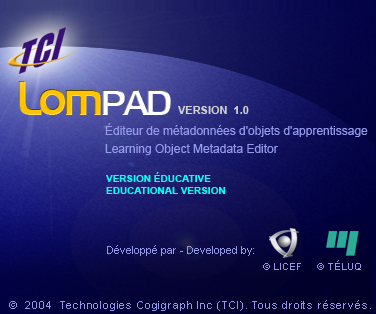 TCI
LOMPAD VERSION 1.0
Éditeur de métadonnées d'objets d'apprentissage
Learning Object Metadata Editor
VERSION ÉDUCATIVE
EDUCATIONAL VERSION
Développé par - Developed by:
© LICEF © TÉLUQ
© 2004 Technologies Cogigraph Inc (TCI). Tous droits réservés.